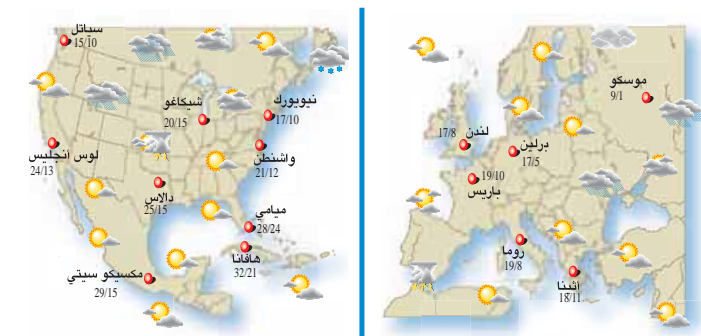 سياتل
15/10
شيكاغو
20/15
نيويورك
17/10
لوس أنجليس
24/13
واشنطن
21/12
دالاس
25/15
ميامي
28/24
هافانا
32/21
مكسيكو سيتي
29/15
موسكو
9/1
لندن
17/8
برلين
17/5
19/10
باريس
روما
19/8
أثينا
18/11